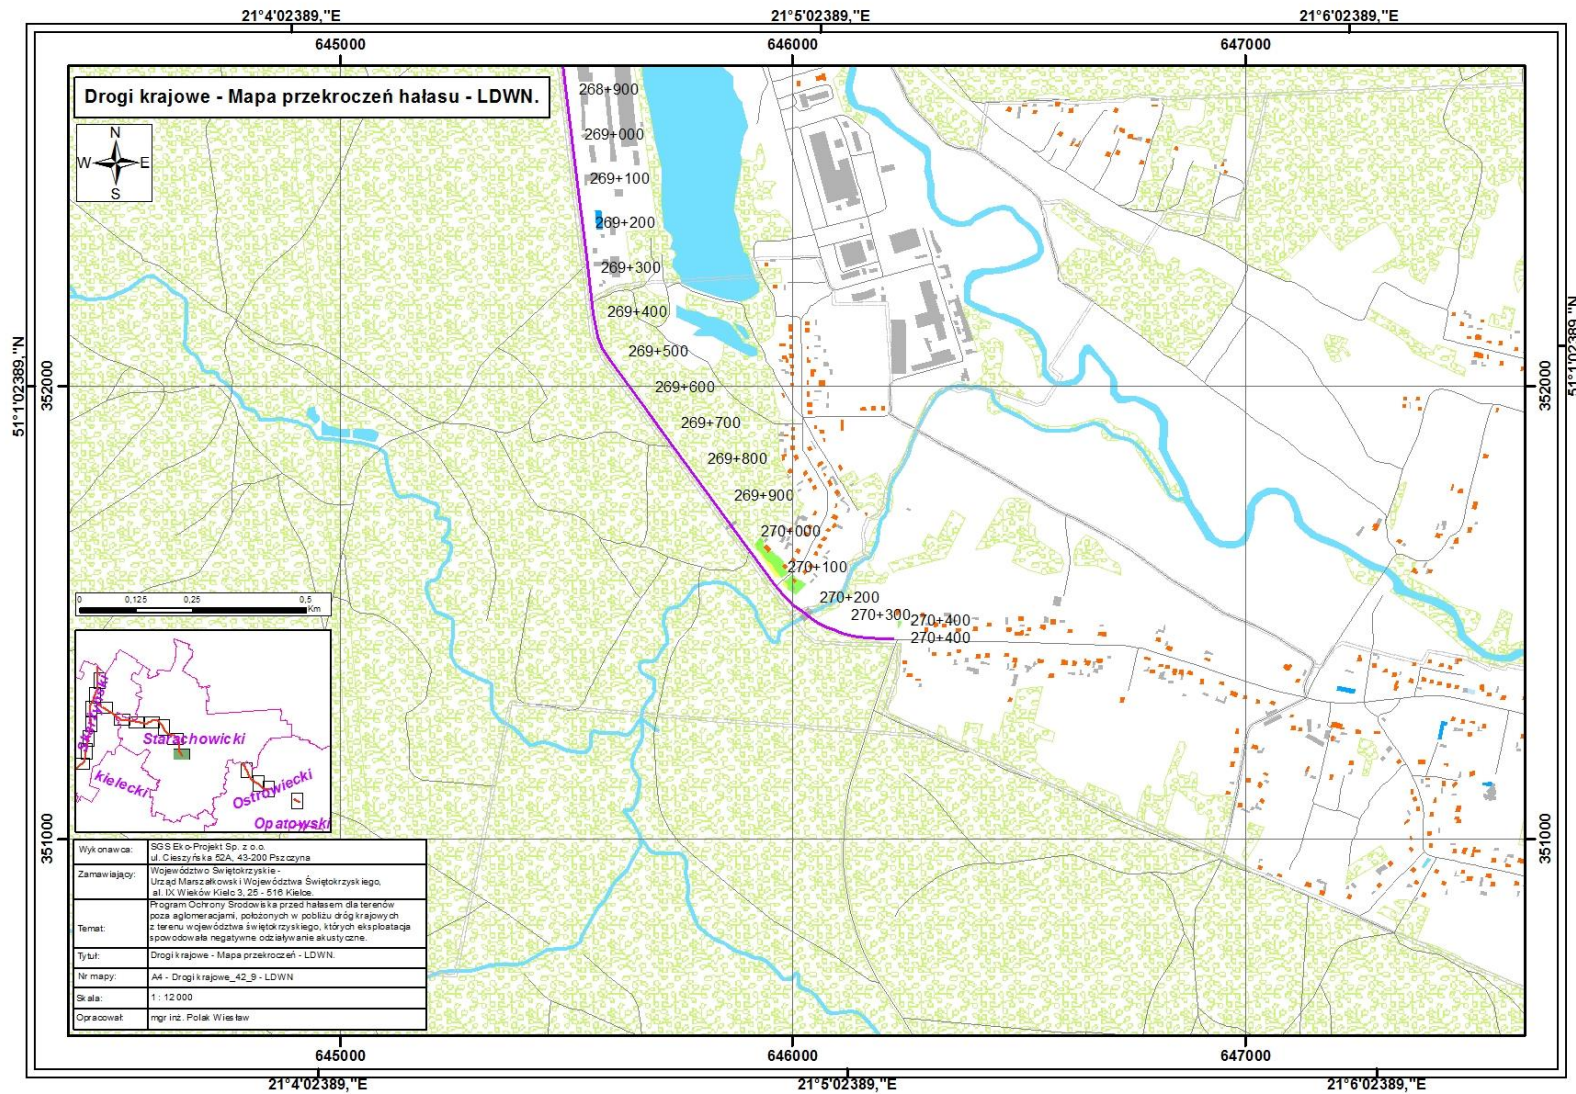 21°4'02389,"E
21°5'02389,"E
21°6'02389,"E
645000
646000
647000
Drogi krajowe - Mapa przekroczeń hałasu - LDWN.
N
W
E
S
268+900
269+000
269+100
269+200
269+300
269+400
269+500
269+600
269+700
269+800
269+900
270+000
270+100
270+200
270+300
270+400
270+400
51°1'02389,"N
352000
352000
51°1'02389,"N
351000
351000
0
0,125
0,25
0,5
Km
skarżyski
Starachowicki
kielecki
Ostrowiecki
Opatowski
Wykonawca:
SGS Eko-Projekt Sp. z o.o.
ul. Cieszyńska 52A, 43-200 Pszczyna
Zamawiający:
Województwo Świętokrzyskie -
Urząd Marszałkowski Województwa Świętokrzyskiego,
al. IX Wieków Kielc 3, 25 - 516 Kielce.
Temat:
Program Ochrony Środowiska przed hałasem dla terenów
poza aglomeracjami, położonych w pobliżu dróg krajowych
z terenu województwa świętokrzyskiego, których eksploatacja
spowodowała negatywne oddziaływanie akustyczne.
Tytuł:
Drogi krajowe - Mapa przekroczeń - LDWN.
Nr mapy:
A4 - Drogi krajowe_42_9 - LDWN
Skala:
1 : 12 000
Opracował:
mgr inż. Polak Wiesław
645000
646000
647000
21°4'02389,"E
21°5'02389,"E
21°6'02389,"E